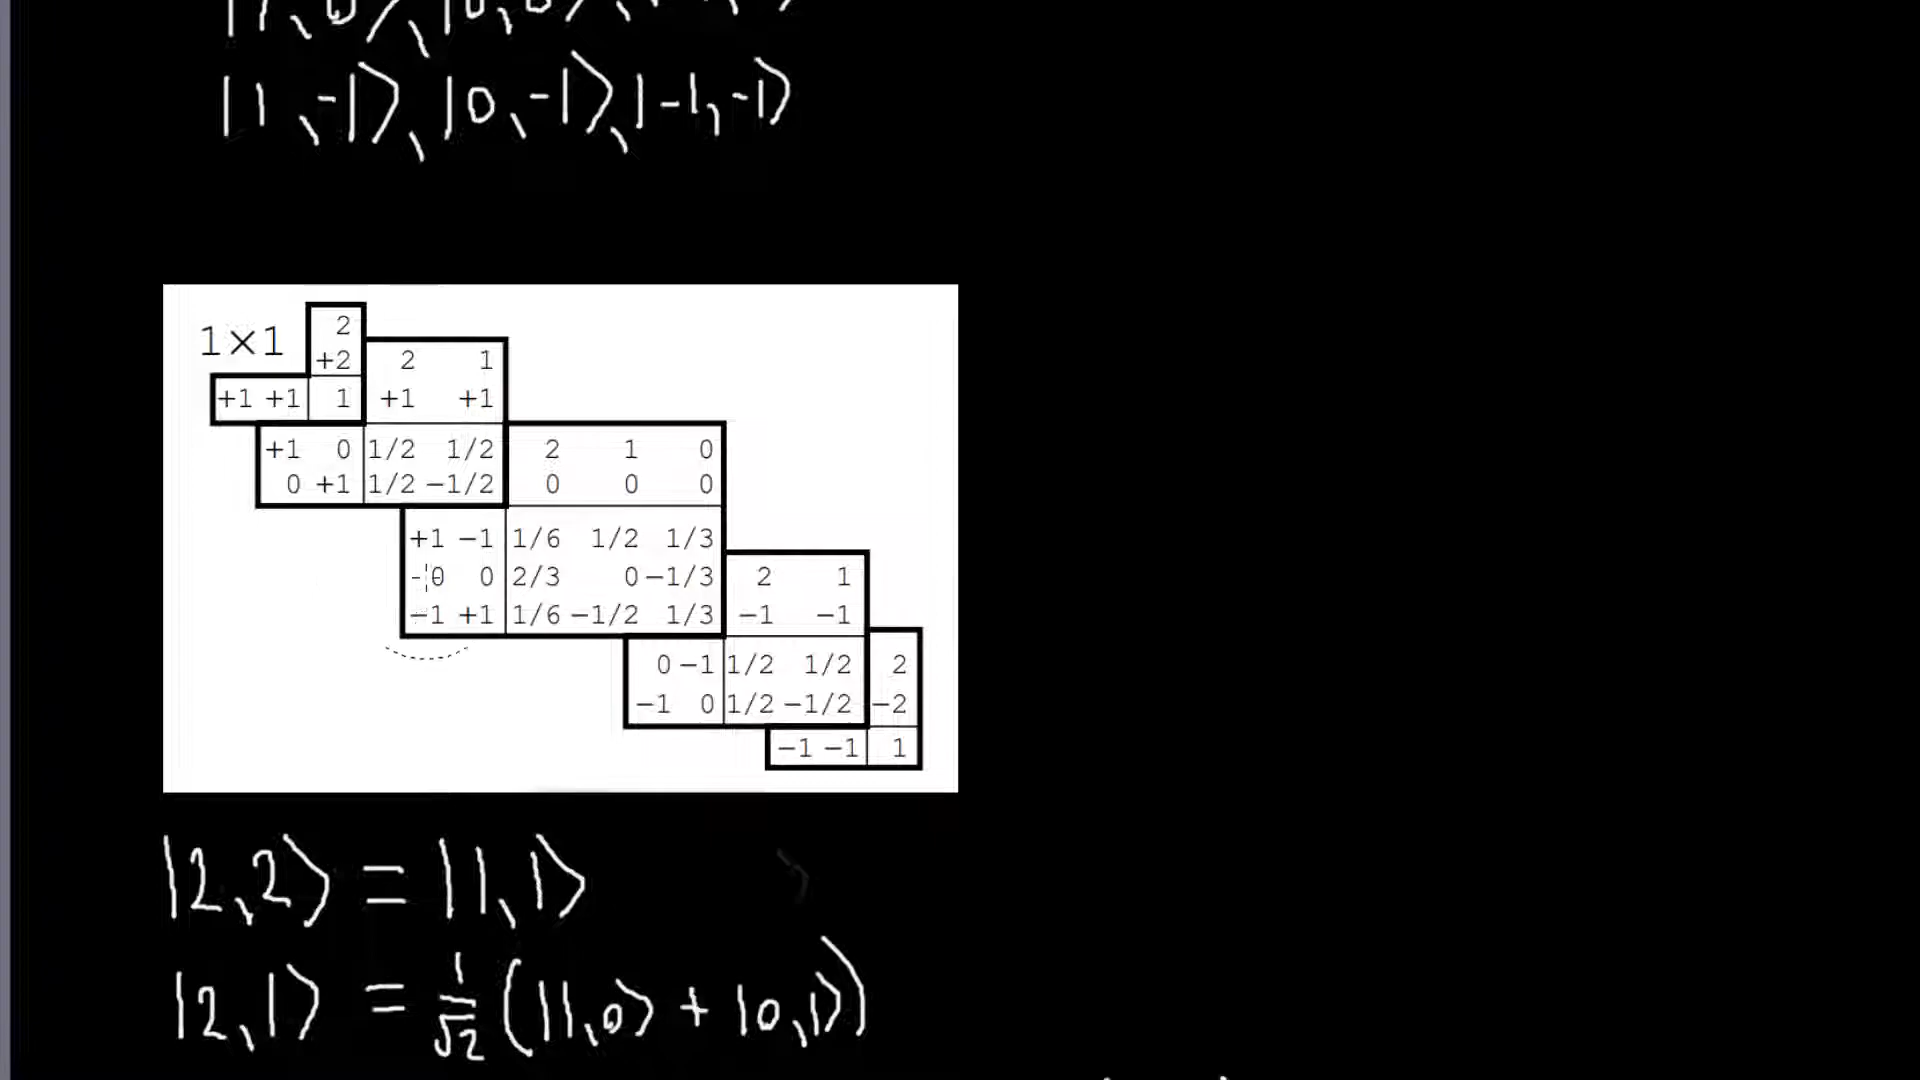 |1,-1⟩,|0,-1⟩,|-1,-1⟩
1×1
2
+2 2 1
+1 +1 1 +1 +1
+1 0 1/2 1/2 2 1 0
0 +1 1/2 −1/2 0 0 0
+1 −1 1/6 1/2 1/3
0 0 2/3 0 −1/3 2 1
−1 +1 1/6 −1/2 1/3 −1 −1
0 −1 1/2 1/2 2
−1 0 1/2 −1/2 −2
−1 −1 1
|2,2⟩ = |1,1⟩
|2,1⟩ = 1/√2 (|1,0⟩ + |0,1⟩)